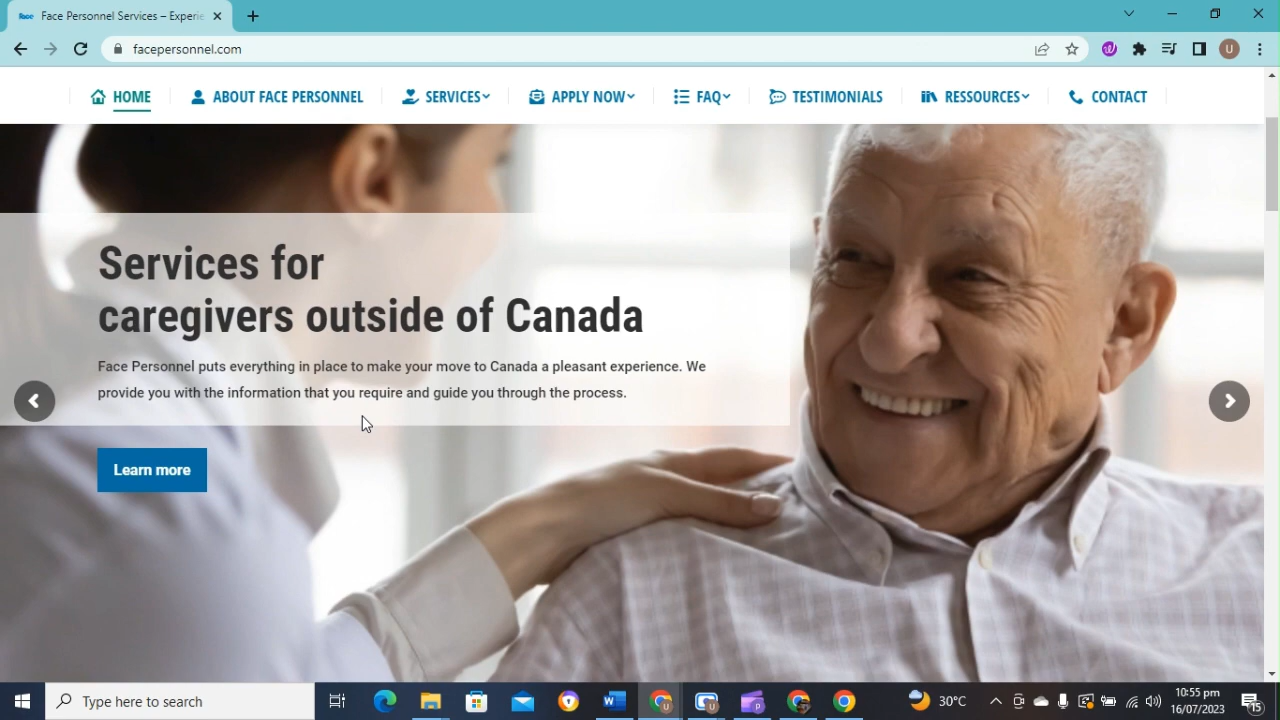 Face Personnel Services – Experie
facepersonnel.com
U
HOME
ABOUT FACE PERSONNEL
SERVICES
APPLY NOW
FAQ
TESTIMONIALS
RESSOURCES
CONTACT
Services for
caregivers outside of Canada
Face Personnel puts everything in place to make your move to Canada a pleasant experience. We
provide you with the information that you require and guide you through the process.
Learn more
Type here to search
30°C
10:55 pm
16/07/2023
15